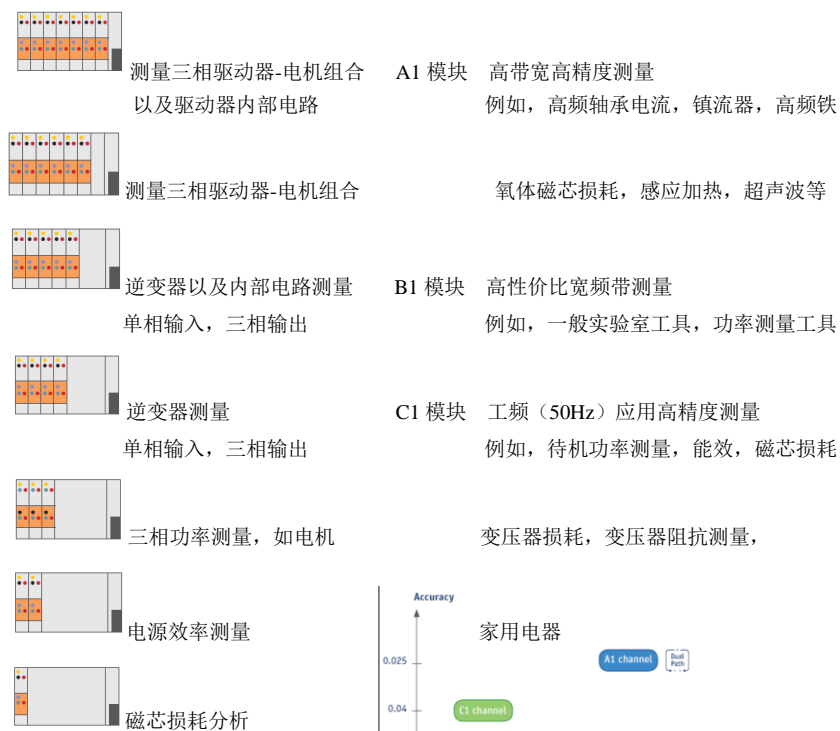 测量三相驱动器-电机组合 A1 模块 高带宽高精度测量
以及驱动器内部电路 例如，高频轴承电流，镇流器，高频铁
测量三相驱动器-电机组合 氧体磁芯损耗，感应加热，超声波等
逆变器以及内部电路测量 B1 模块 高性价比宽频带测量
单相输入，三相输出 例如，一般实验室工具，功率测量工具
逆变器测量 C1 模块 工频（50Hz）应用高精度测量
单相输入，三相输出 例如，待机功率测量，能效，磁芯损耗
三相功率测量，如电机 变压器损耗，变压器阻抗测量，
Accuracy
电源效率测量 家用电器
0.025 A1 channel Dual Path
0.04 C1 channel
磁芯损耗分析